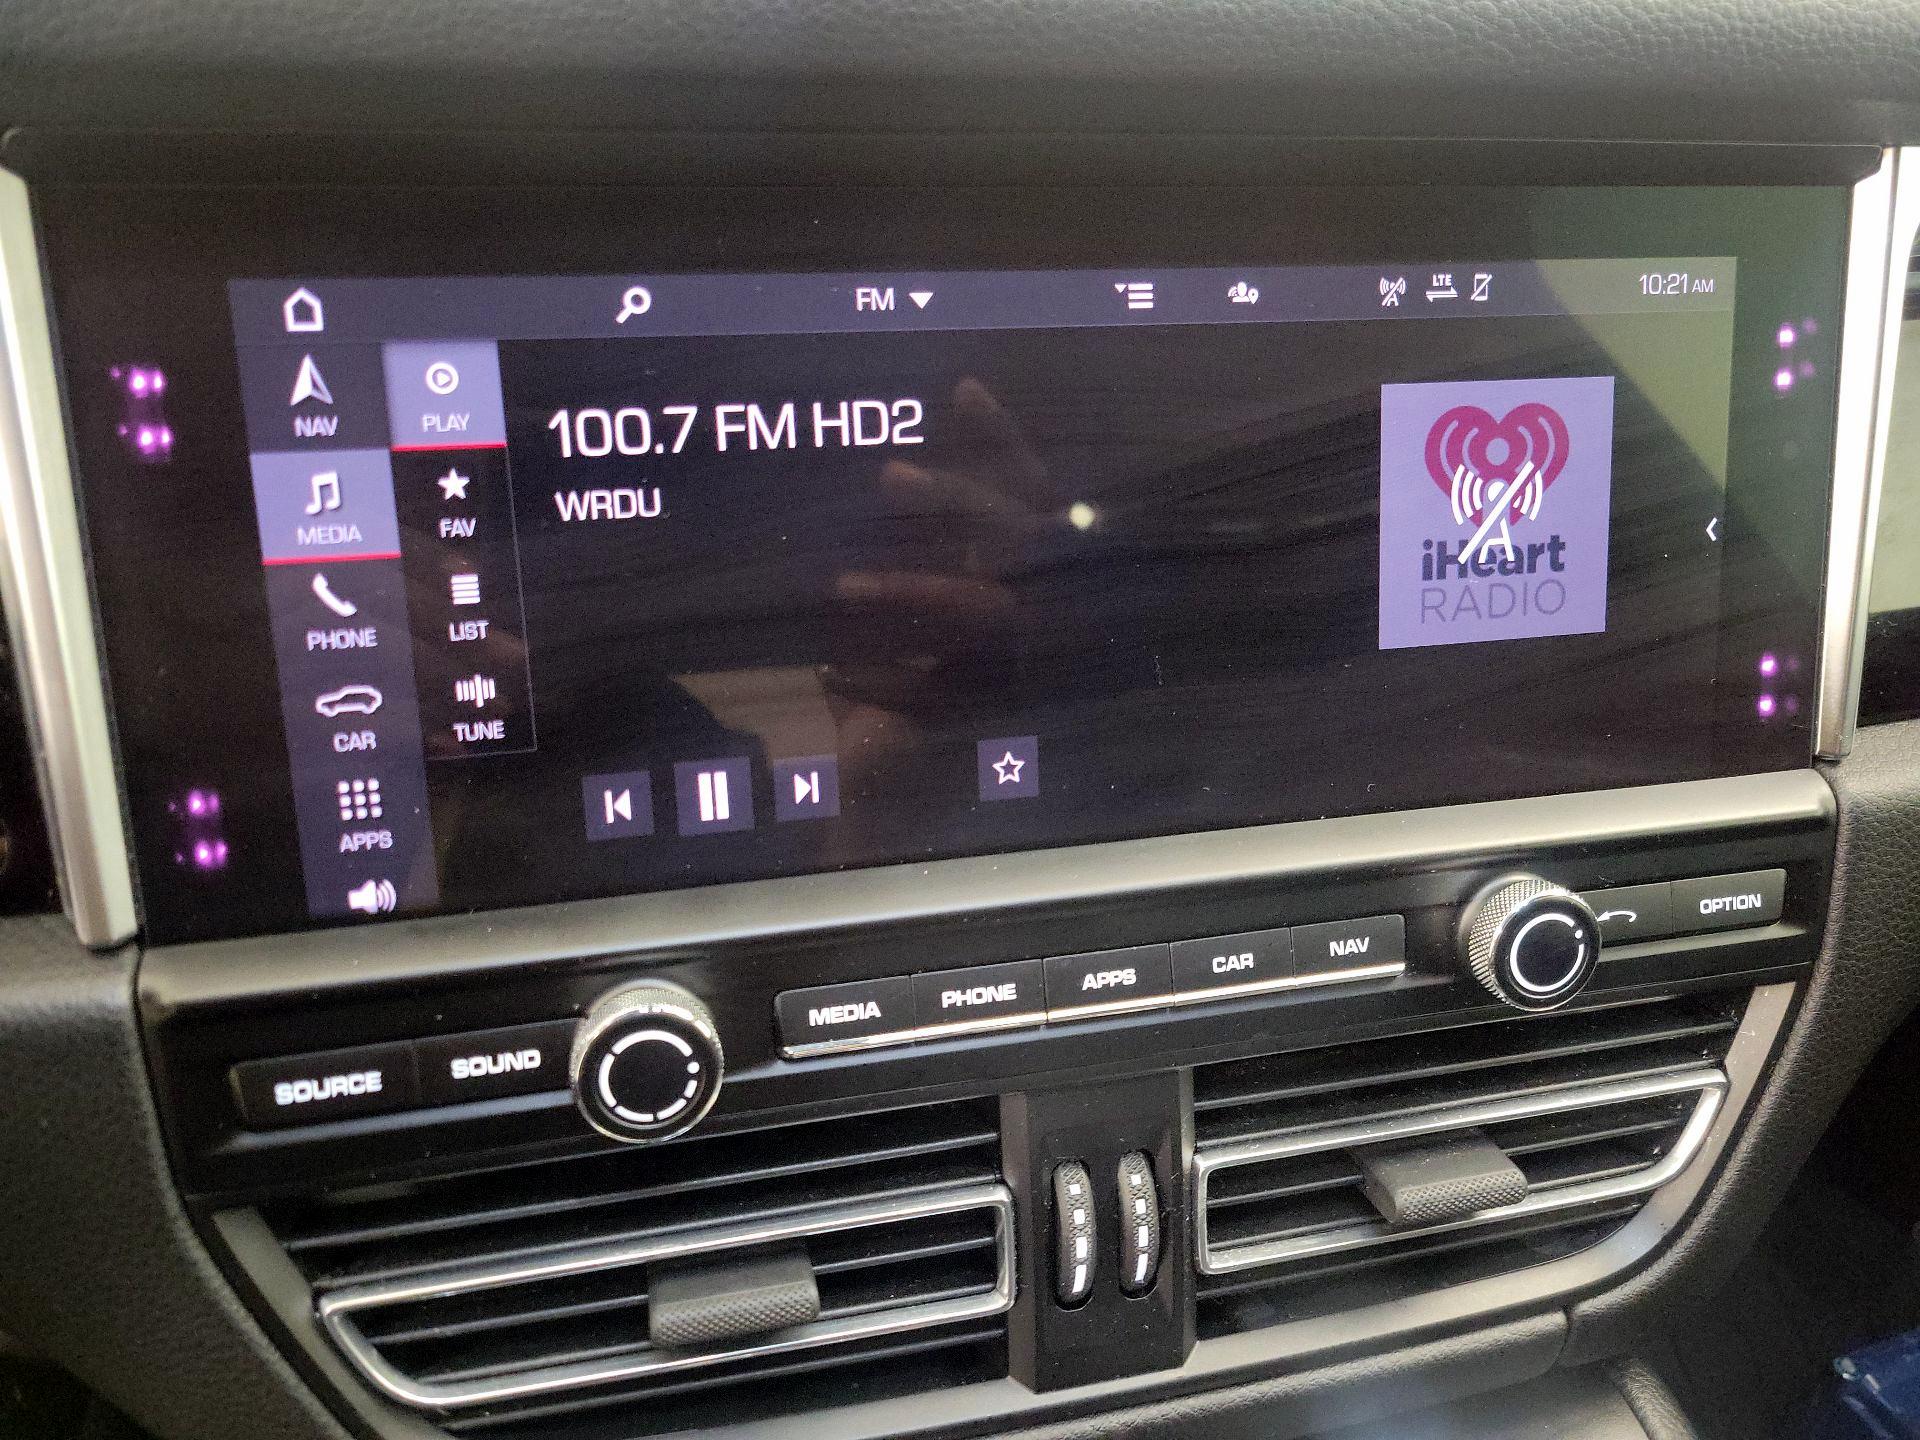 FM
LTE
10:21 AM
NAV
PLAY
100.7 FM HD2
WRDU
MEDIA
FAV
iHeart
RADIO
PHONE
LIST
CAR
TUNE
APPS
SOURCE
SOUND
MEDIA
PHONE
APPS
CAR
NAV
OPTION